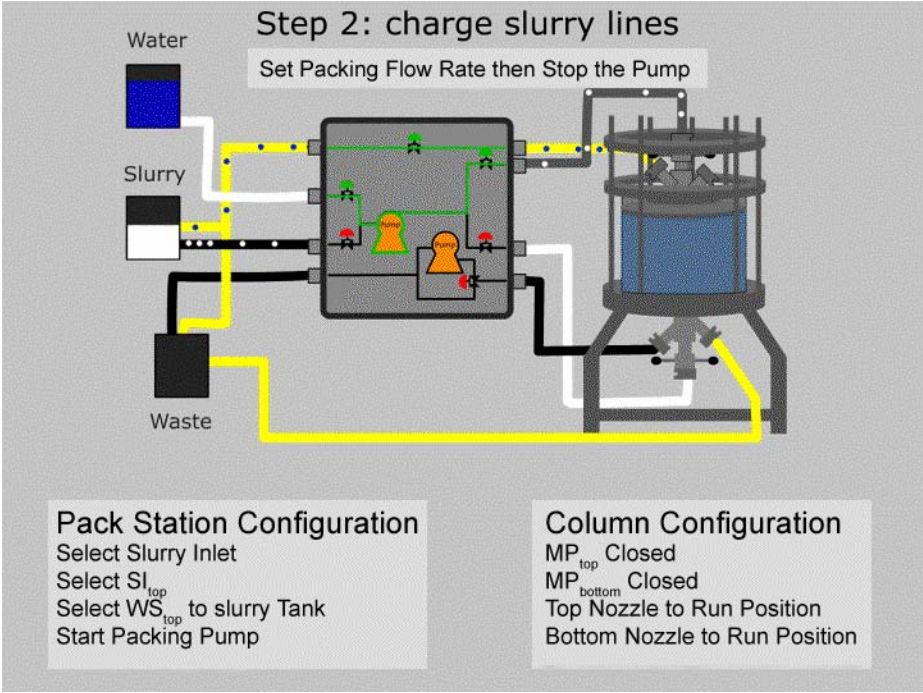 Step 2: charge slurry lines
Set Packing Flow Rate then Stop the Pump
Water
Slurry
Waste
Pump
Pump
Pack Station Configuration
Select Slurry Inlet
Select SItop
Select WStop to slurry Tank
Start Packing Pump
Column Configuration
MPtop Closed
MPbottom Closed
Top Nozzle to Run Position
Bottom Nozzle to Run Position